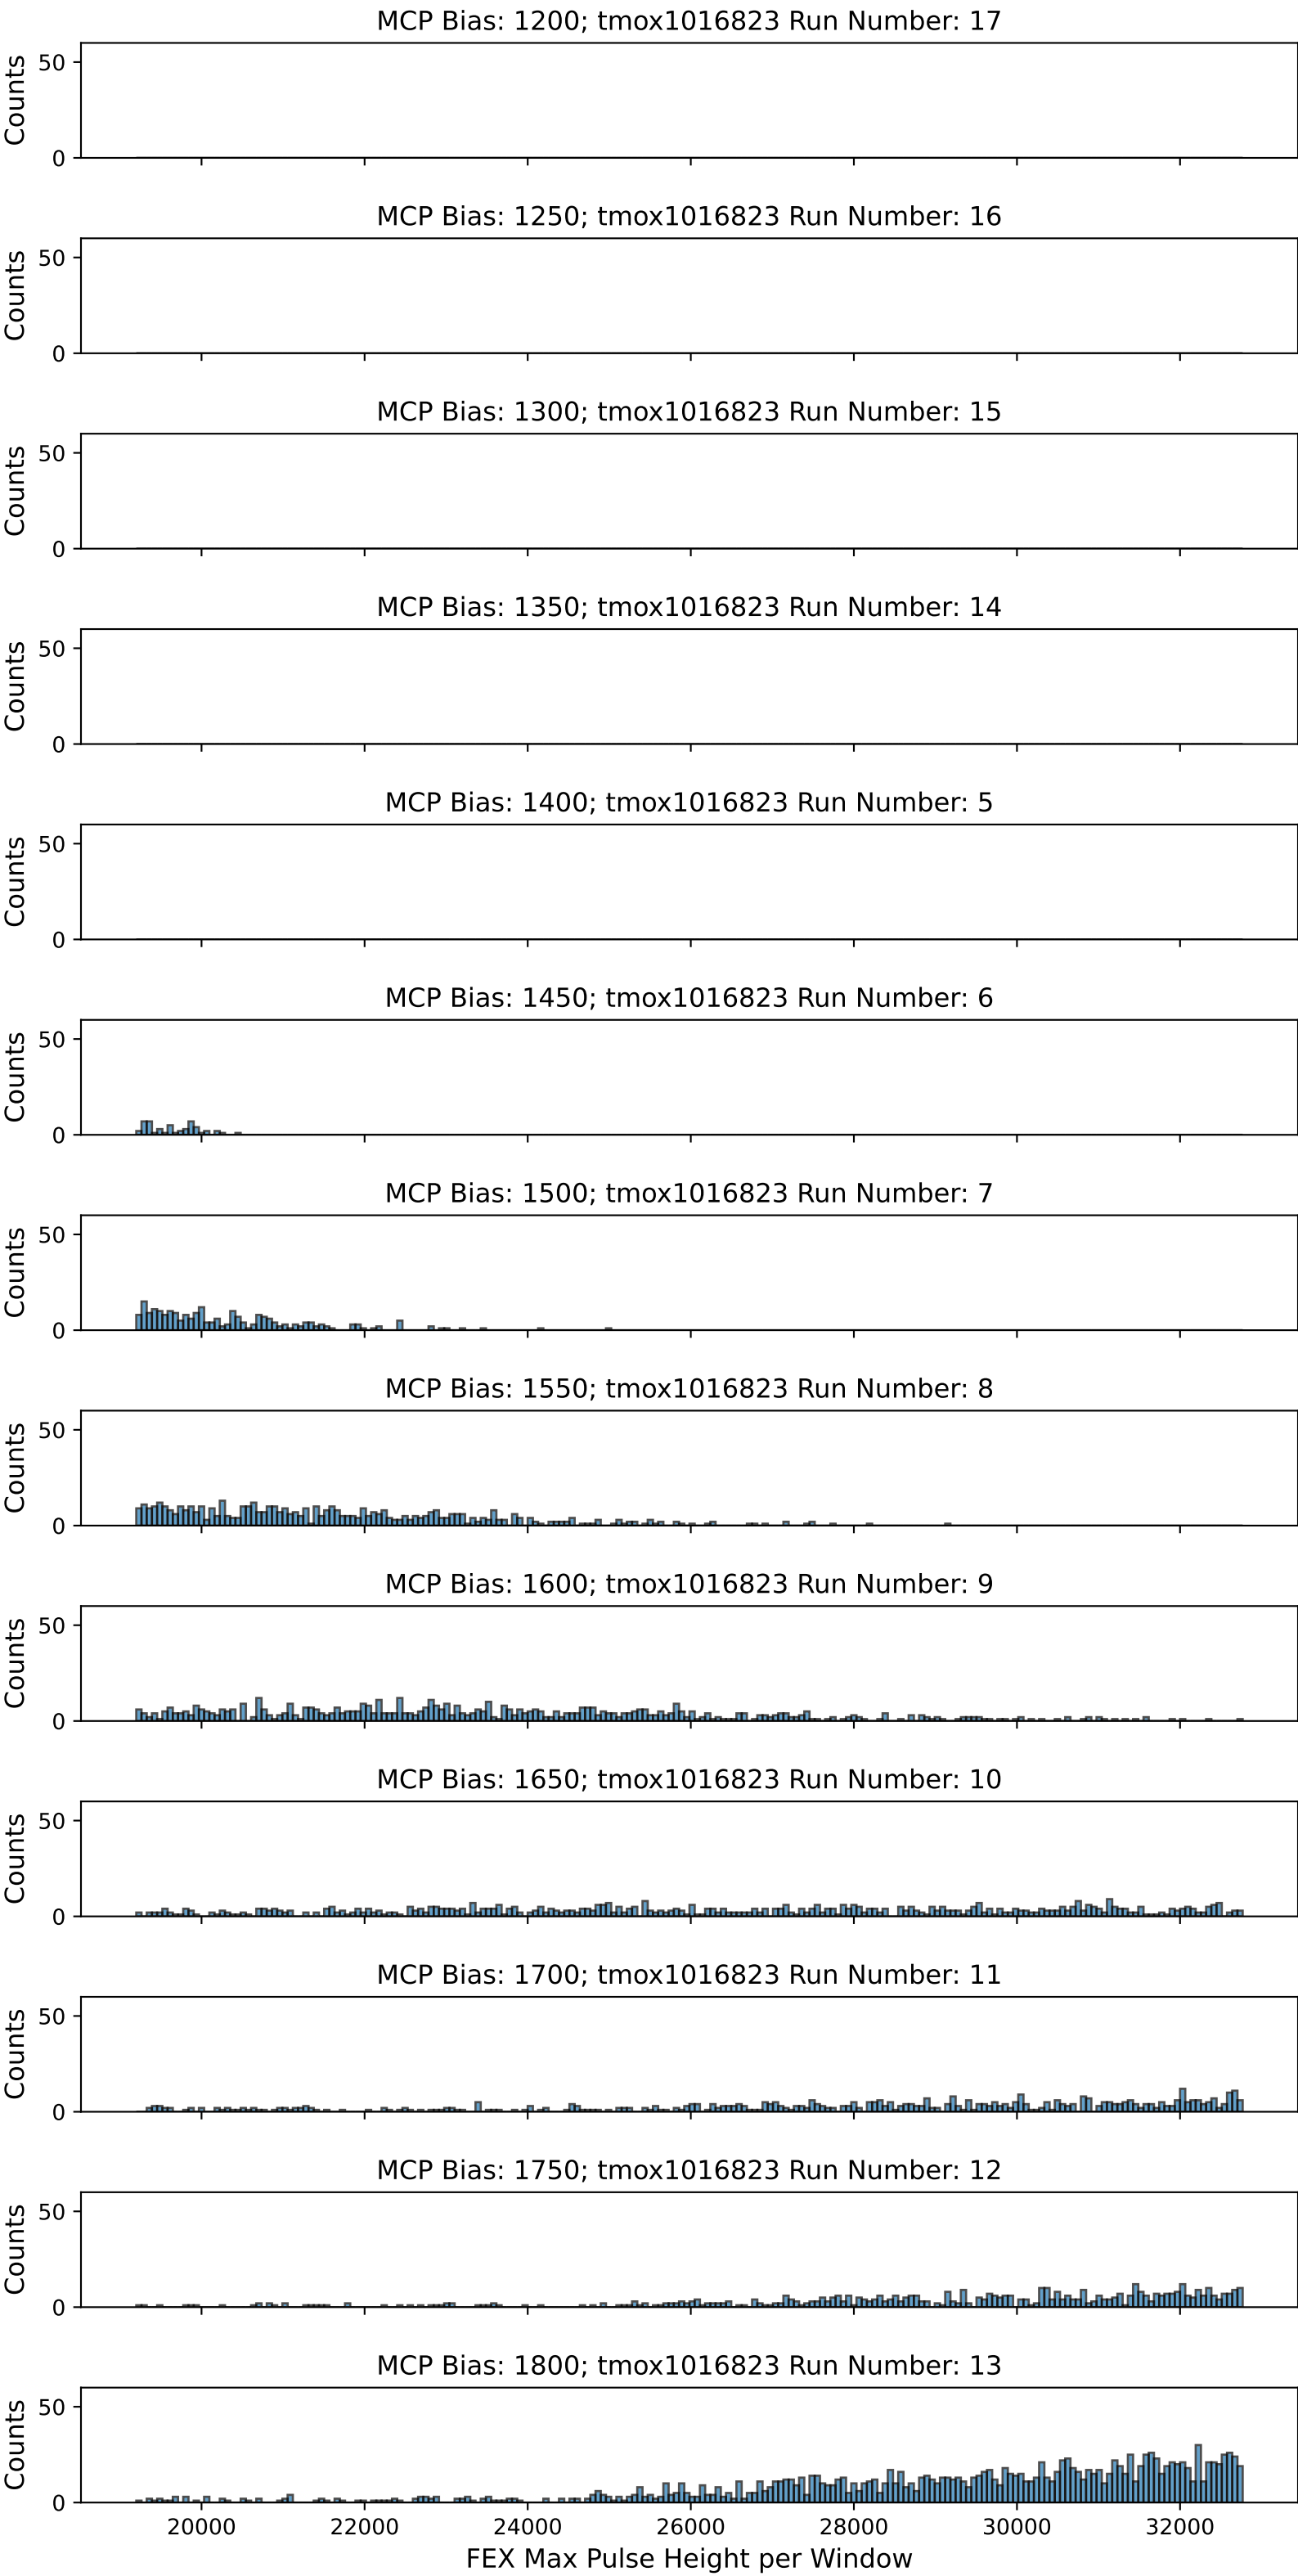 MCP Bias: 1200; tmox1016823 Run Number: 17
Counts
50
0
MCP Bias: 1250; tmox1016823 Run Number: 16
Counts
50
0
MCP Bias: 1300; tmox1016823 Run Number: 15
Counts
50
0
MCP Bias: 1350; tmox1016823 Run Number: 14
Counts
50
0
MCP Bias: 1400; tmox1016823 Run Number: 5
Counts
50
0
MCP Bias: 1450; tmox1016823 Run Number: 6
Counts
50
0
MCP Bias: 1500; tmox1016823 Run Number: 7
Counts
50
0
MCP Bias: 1550; tmox1016823 Run Number: 8
Counts
50
0
MCP Bias: 1600; tmox1016823 Run Number: 9
Counts
50
0
MCP Bias: 1650; tmox1016823 Run Number: 10
Counts
50
0
MCP Bias: 1700; tmox1016823 Run Number: 11
Counts
50
0
MCP Bias: 1750; tmox1016823 Run Number: 12
Counts
50
0
MCP Bias: 1800; tmox1016823 Run Number: 13
Counts
50
0
20000 22000 24000 26000 28000 30000 32000
FEX Max Pulse Height per Window